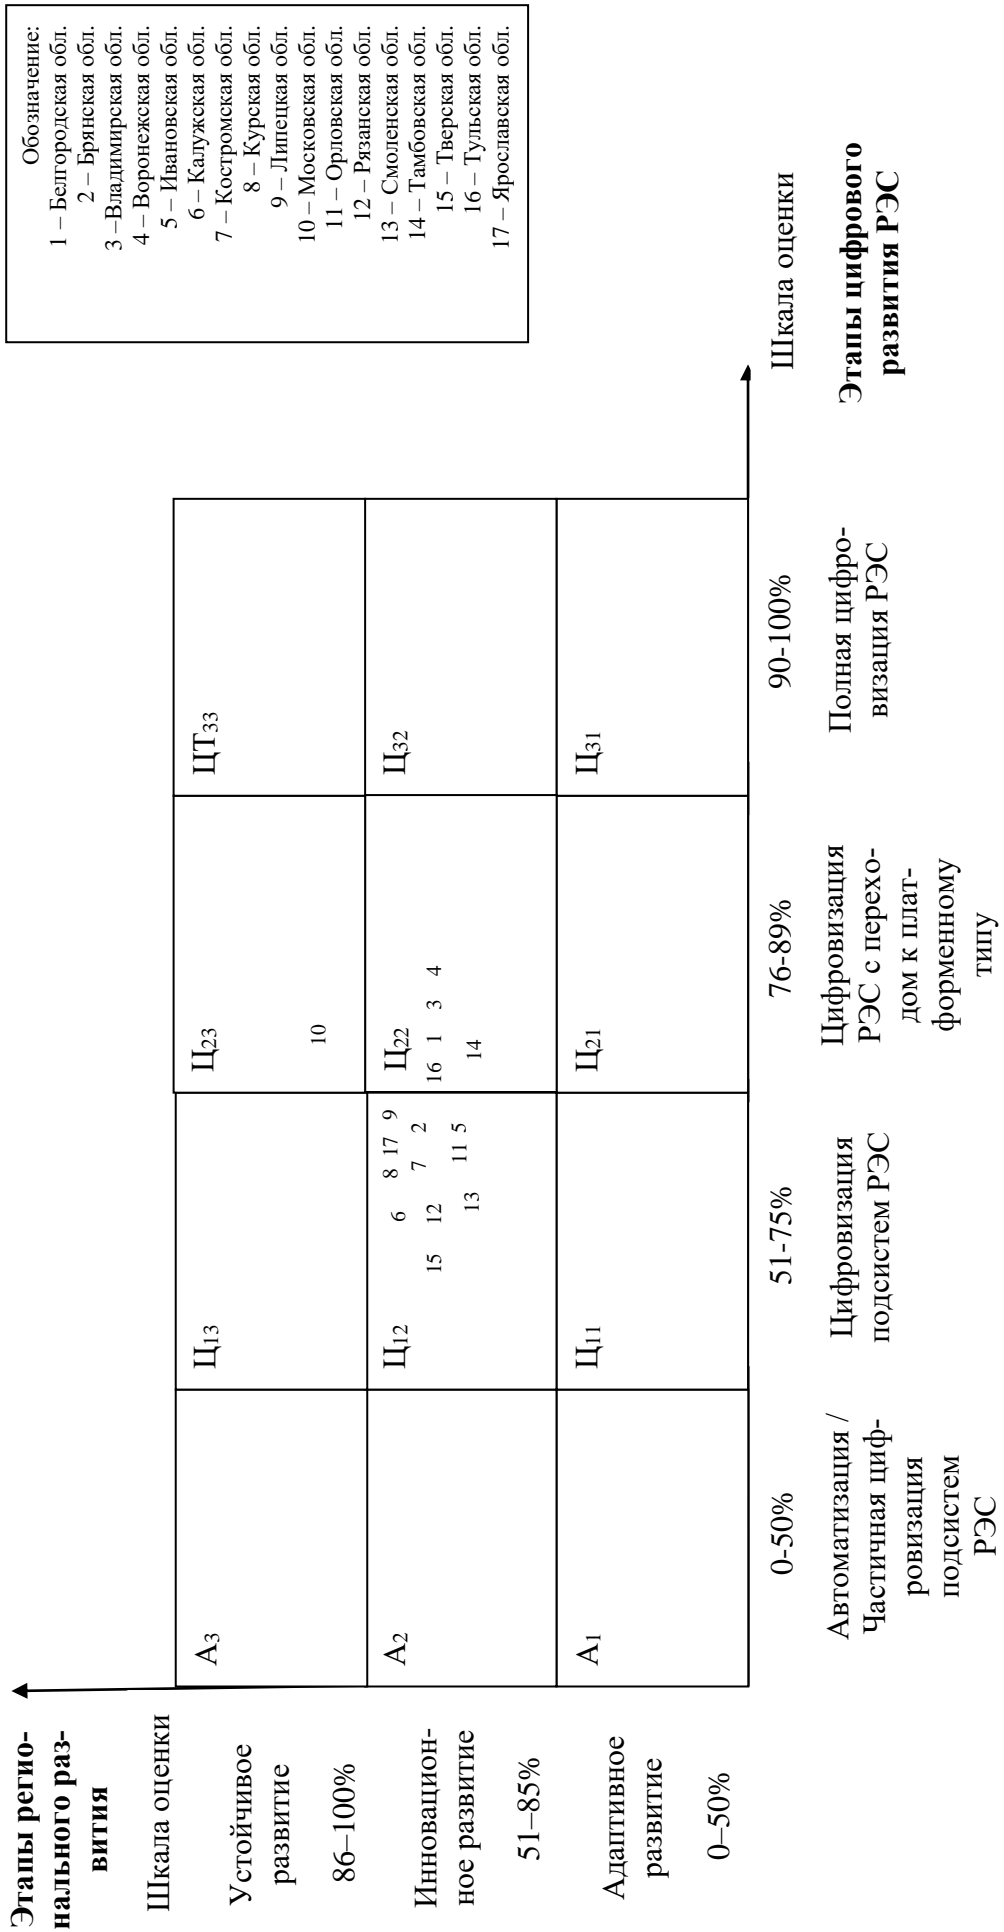 Этапы регио-
нального раз-
вития
Шкала оценки
Устойчивое
развитие
86–100%
Инновацион-
ное развитие
51–85%
Адаптивное
развитие
0–50%
А3
Ц13
Ц23
10
ЦТ33
А2
Ц12
15
6
12
13
8 17 9
7 2
11 5
Ц22
16 1 3 4
14
Ц32
А1
Ц11
Ц21
Ц31
0-50%
51-75%
76-89%
90-100%
Шкала оценки
Автоматизация /
Частичная циф-
ровизация
подсистем
РЭС
Цифровизация
подсистем РЭС
Цифровизация
РЭС с перехо-
дом к плат-
форменному
типу
Полная цифро-
визация РЭС
Этапы цифрового
развития РЭС
Обозначение:
1 – Белгородская обл.
2 – Брянская обл.
3 –Владимирская обл.
4 – Воронежская обл.
5 – Ивановская обл.
6 – Калужская обл.
7 – Костромская обл.
8 – Курская обл.
9 – Липецкая обл.
10 – Московская обл.
11 – Орловская обл.
12 – Рязанская обл.
13 – Смоленская обл.
14 – Тамбовская обл.
15 – Тверская обл.
16 – Тульская обл.
17 – Ярославская обл.